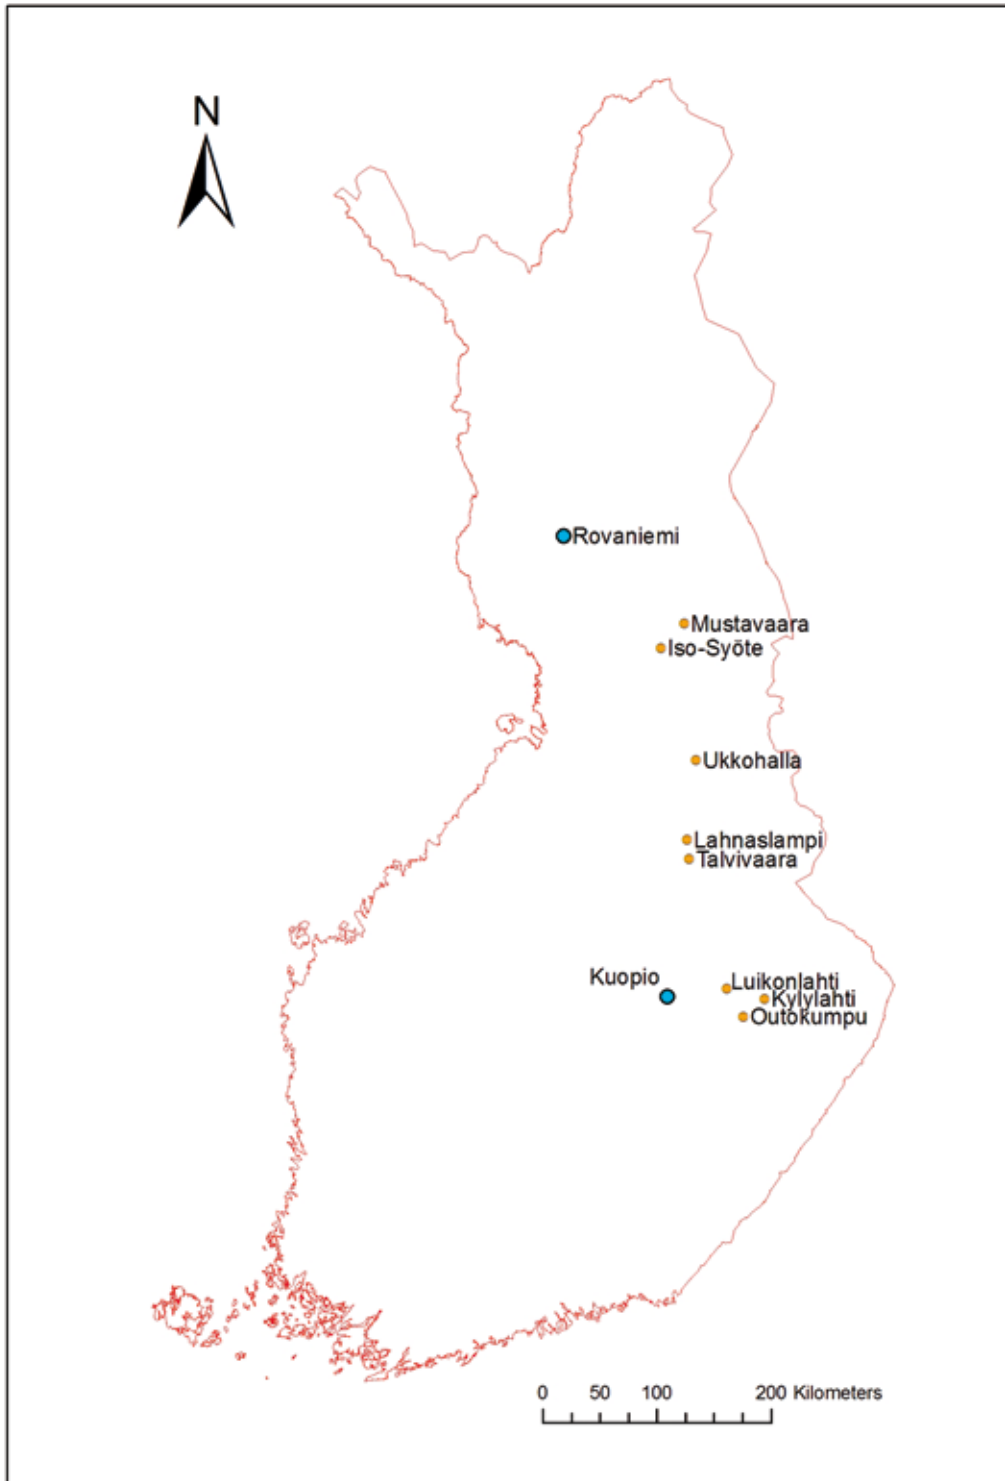 N
Rovaniemi
Mustavaara
Iso-Syöte
Ukkohalla
Lahnaslampi
Talvivaara
Kuopio
Luikonlahti
Kylylahti
Outokumpu
0 50 100 200 Kilometers